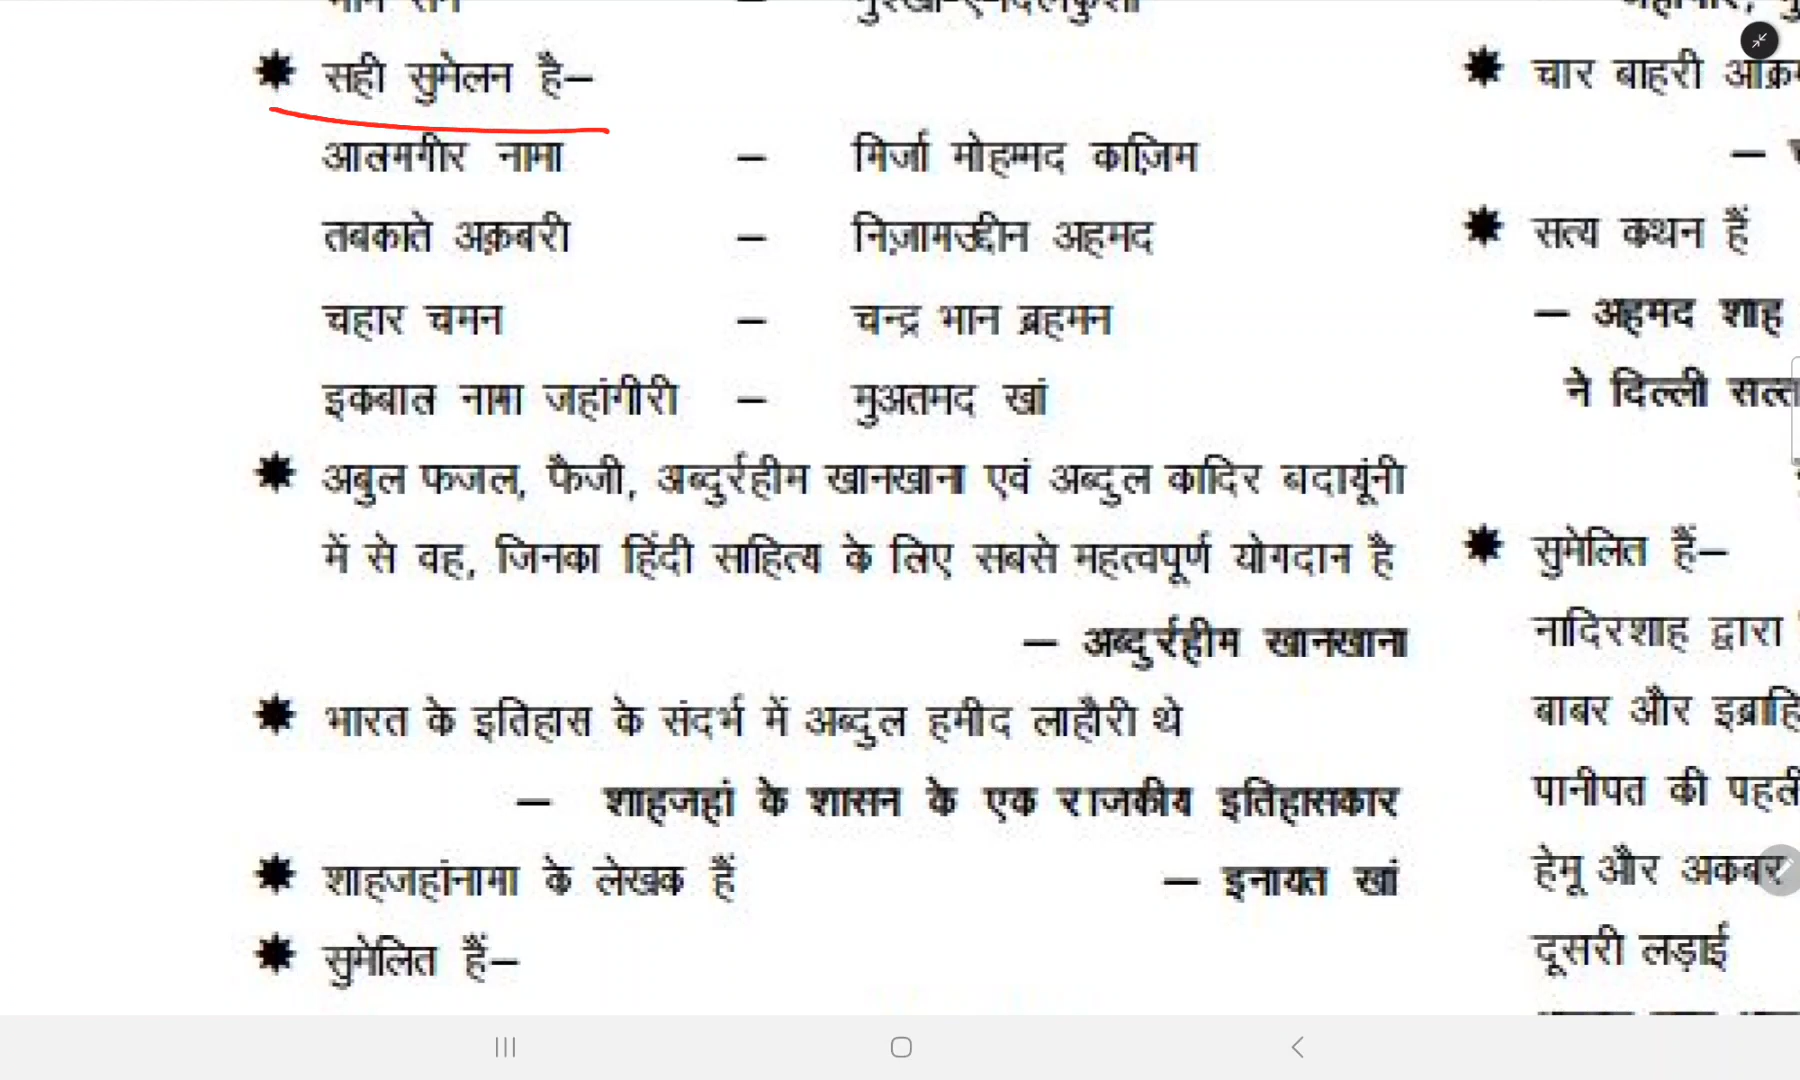 ✸ सही सुमेलन है–
आलमगीर नामा – मिर्जा मोहम्मद काज़िम
तबकाते अक़बरी – निज़ामउद्दीन अहमद
चहार चमन – चन्द्र भान ब्रहमन
इकबाल नामा जहांगीरी – मुअतमद खां
✸ अबुल फजल, फैजी, अब्दुर्रहीम खानखाना एवं अब्दुल कादिर बदायूंनी
में से वह, जिनका हिंदी साहित्य के लिए सबसे महत्वपूर्ण योगदान है
– अब्दुर्रहीम खानखाना
✸ भारत के इतिहास के संदर्भ में अब्दुल हमीद लाहौरी थे
– शाहजहां के शासन के एक राजकीय इतिहासकार
✸ शाहजहांनामा के लेखक हैं – इनायत खां
✸ सुमेलित हैं–
✸ चार बाहरी
✸ सत्य कथन हैं
– अहमद शाह
ने दिल्ली
✸ सुमेलित हैं–
नादिरशाह द्वारा
बाबर और
पानीपत की
हेमू और अकबर
दूसरी लड़ाई